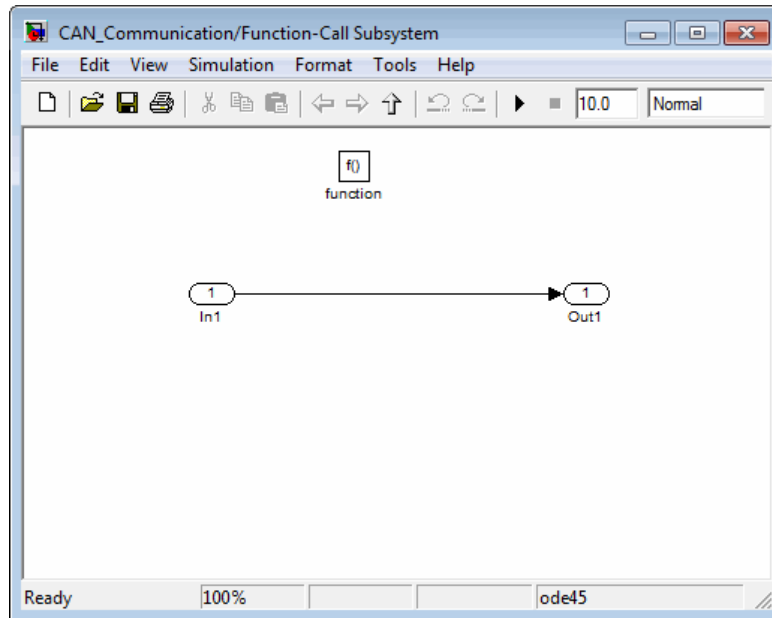 CAN_Communication/Function-Call Subsystem
File Edit View Simulation Format Tools Help
10.0 Normal
f()
function
1 1
In1 Out1
Ready 100% ode45